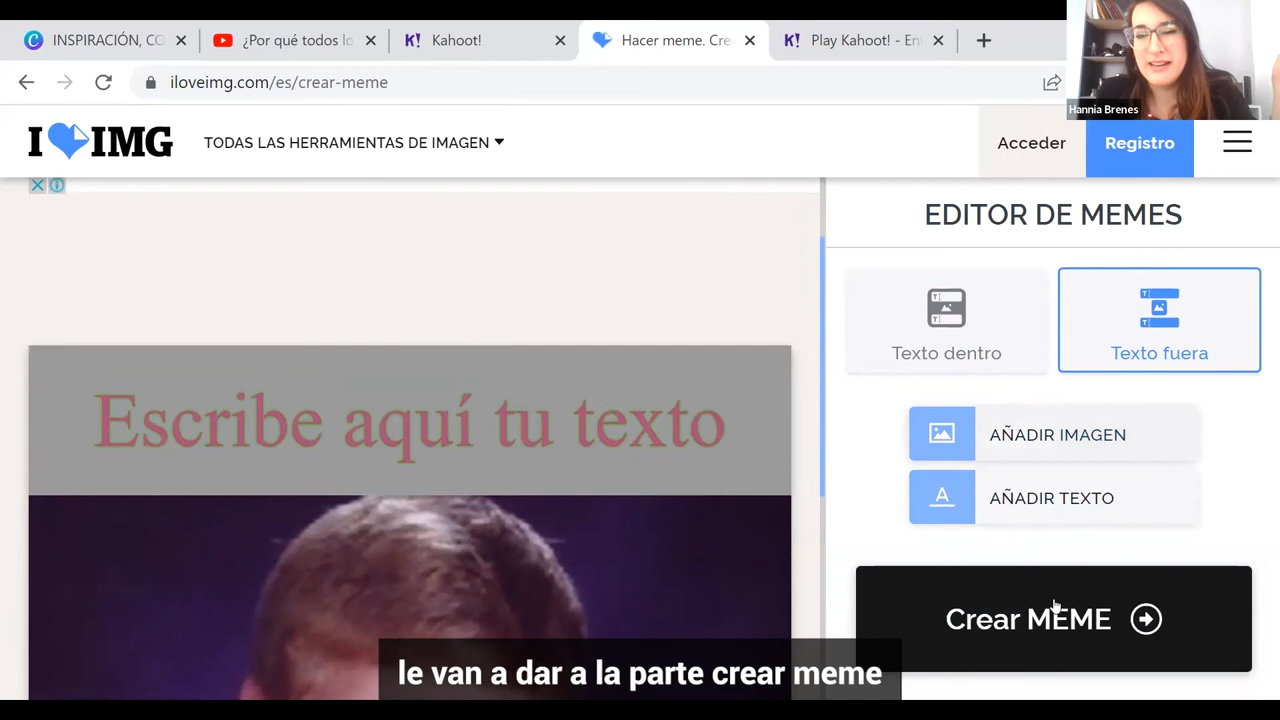 INSPIRACIÓN, CO
¿Por qué todos lo
K! Kahoot!
Hacer meme. Cre
K! Play Kahoot! - En
iloveimg.com/es/crear-meme
Hannia Brenes
I IMG
TODAS LAS HERRAMIENTAS DE IMAGEN
Acceder
Registro
EDITOR DE MEMES
Texto dentro
Texto fuera
Escribe aquí tu texto
AÑADIR IMAGEN
A AÑADIR TEXTO
Crear MEME
le van a dar a la parte crear meme